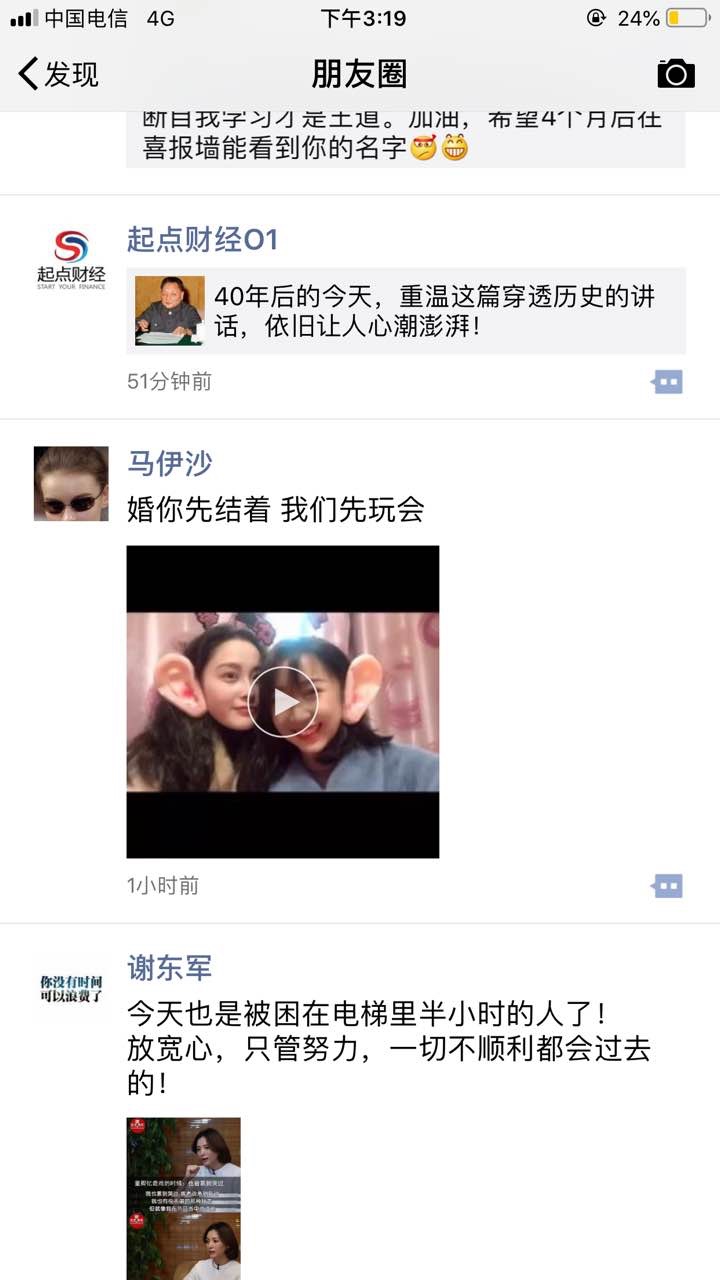 中国电信 4G 下午3:19 24%
发现 朋友圈
断自我学习才是王道。加油，希望4个月后在
喜报墙能看到你的名字
起点财经
START YOUR FINANCE
起点财经01
40年后的今天，重温这篇穿透历史的讲
话，依旧让人心潮澎湃！
51分钟前
马伊沙
婚你先结着 我们先玩会
1小时前
你没有时间
可以浪费了
谢东军
今天也是被困在电梯里半小时的人了！
放宽心，只管努力，一切不顺利都会过去
的！